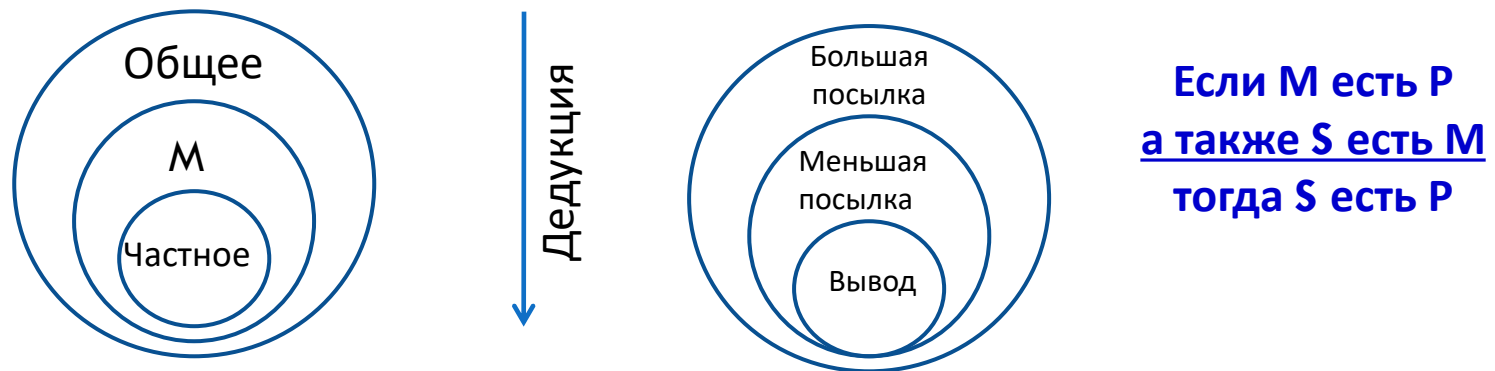 Общее
М
Частное
Дедукция
Большая
посылка
Меньшая
посылка
Вывод
Если М есть Р
а также S есть М
тогда S есть Р